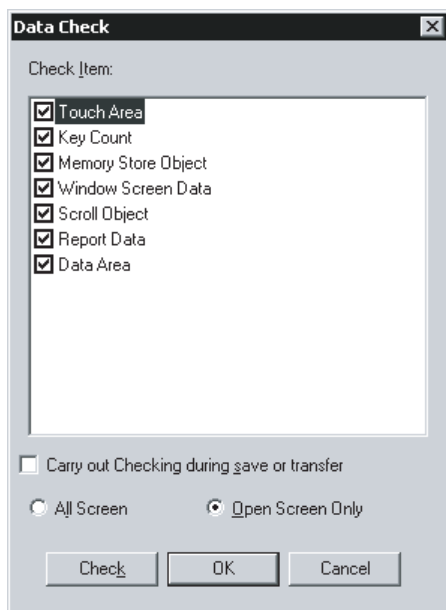 Data Check
Check Item:
Touch Area
Key Count
Memory Store Object
Window Screen Data
Scroll Object
Report Data
Data Area
Carry out Checking during save or transfer
All Screen
Open Screen Only
Check
OK
Cancel